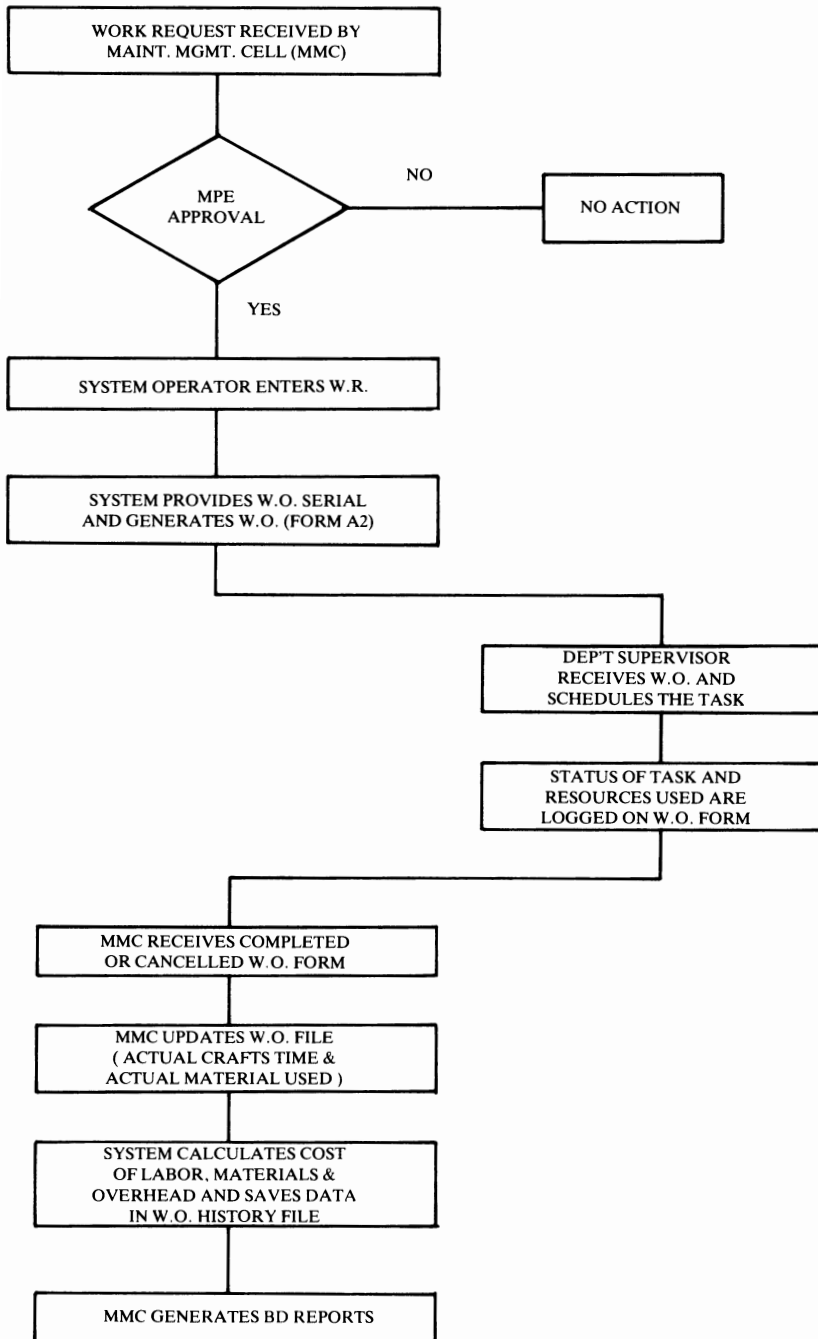 WORK REQUEST RECEIVED BY
MAINT. MGMT. CELL (MMC)
MPE
APPROVAL
NO
NO ACTION
YES
SYSTEM OPERATOR ENTERS W.R.
SYSTEM PROVIDES W.O. SERIAL
AND GENERATES W.O. (FORM A2)
DEP'T SUPERVISOR
RECEIVES W.O. AND
SCHEDULES THE TASK
STATUS OF TASK AND
RESOURCES USED ARE
LOGGED ON W.O. FORM
MMC RECEIVES COMPLETED
OR CANCELLED W.O. FORM
MMC UPDATES W.O. FILE
( ACTUAL CRAFTS TIME &
ACTUAL MATERIAL USED )
SYSTEM CALCULATES COST
OF LABOR, MATERIALS &
OVERHEAD AND SAVES DATA
IN W.O. HISTORY FILE
MMC GENERATES BD REPORTS